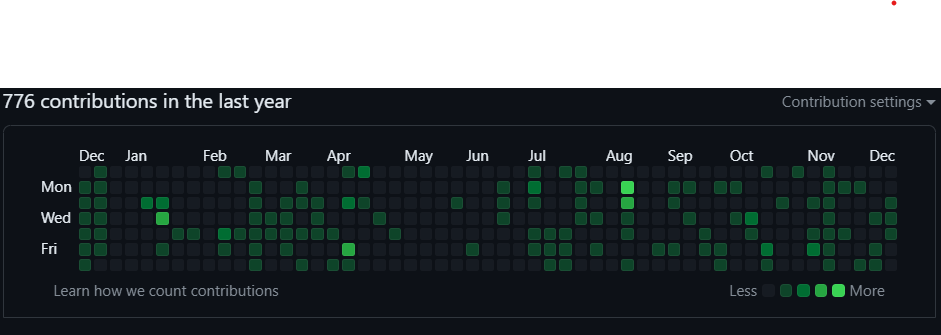 776 contributions in the last year
Contribution settings
Dec Jan Feb Mar Apr May Jun Jul Aug Sep Oct Nov Dec
Mon
Wed
Fri
Learn how we count contributions
Less More